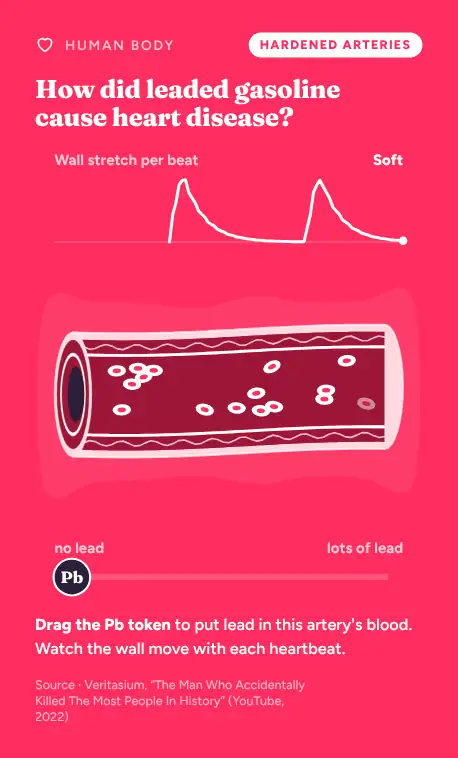 HUMAN BODY
HARDENED ARTERIES
How did leaded gasoline
cause heart disease?
Wall stretch per beat
Soft
no lead
lots of lead
Pb
Drag the Pb token to put lead in this artery's blood.
Watch the wall move with each heartbeat.
Source · Veritasium, “The Man Who Accidentally
Killed The Most People In History” (YouTube,
2022)